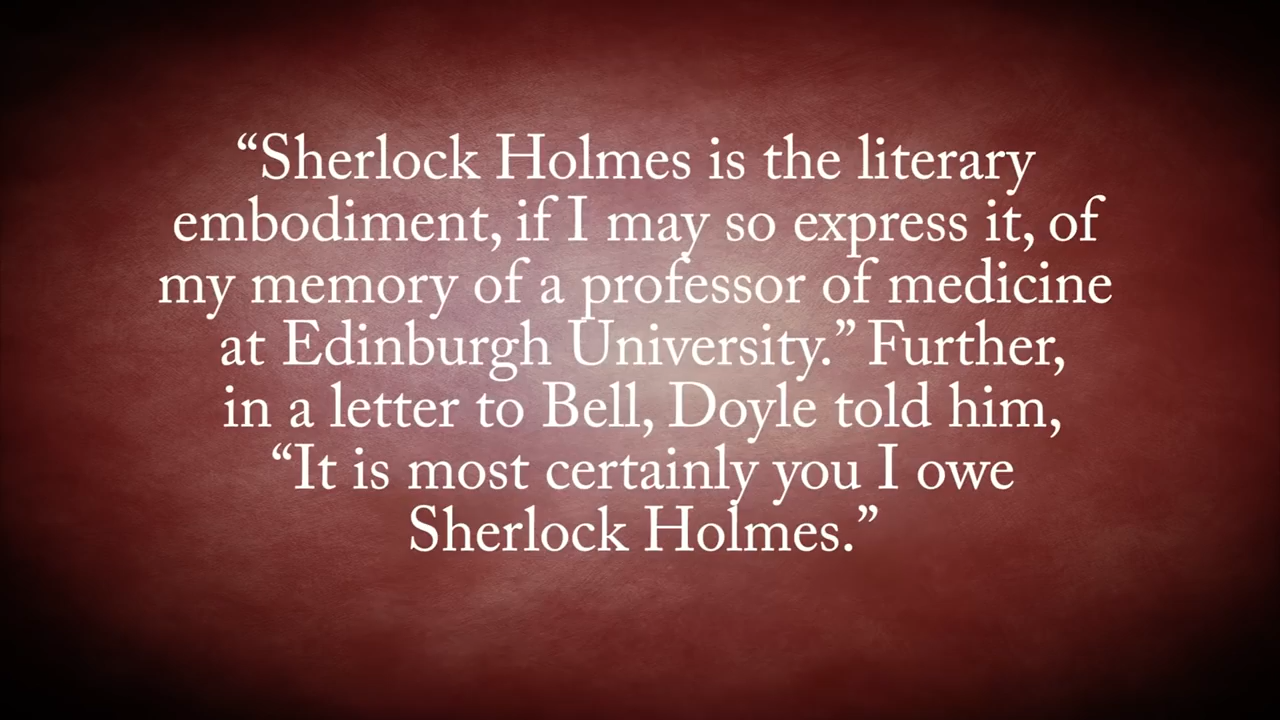 “Sherlock Holmes is the literary
embodiment, if I may so express it, of
my memory of a professor of medicine
at Edinburgh University.” Further,
in a letter to Bell, Doyle told him,
“It is most certainly you I owe
Sherlock Holmes.”